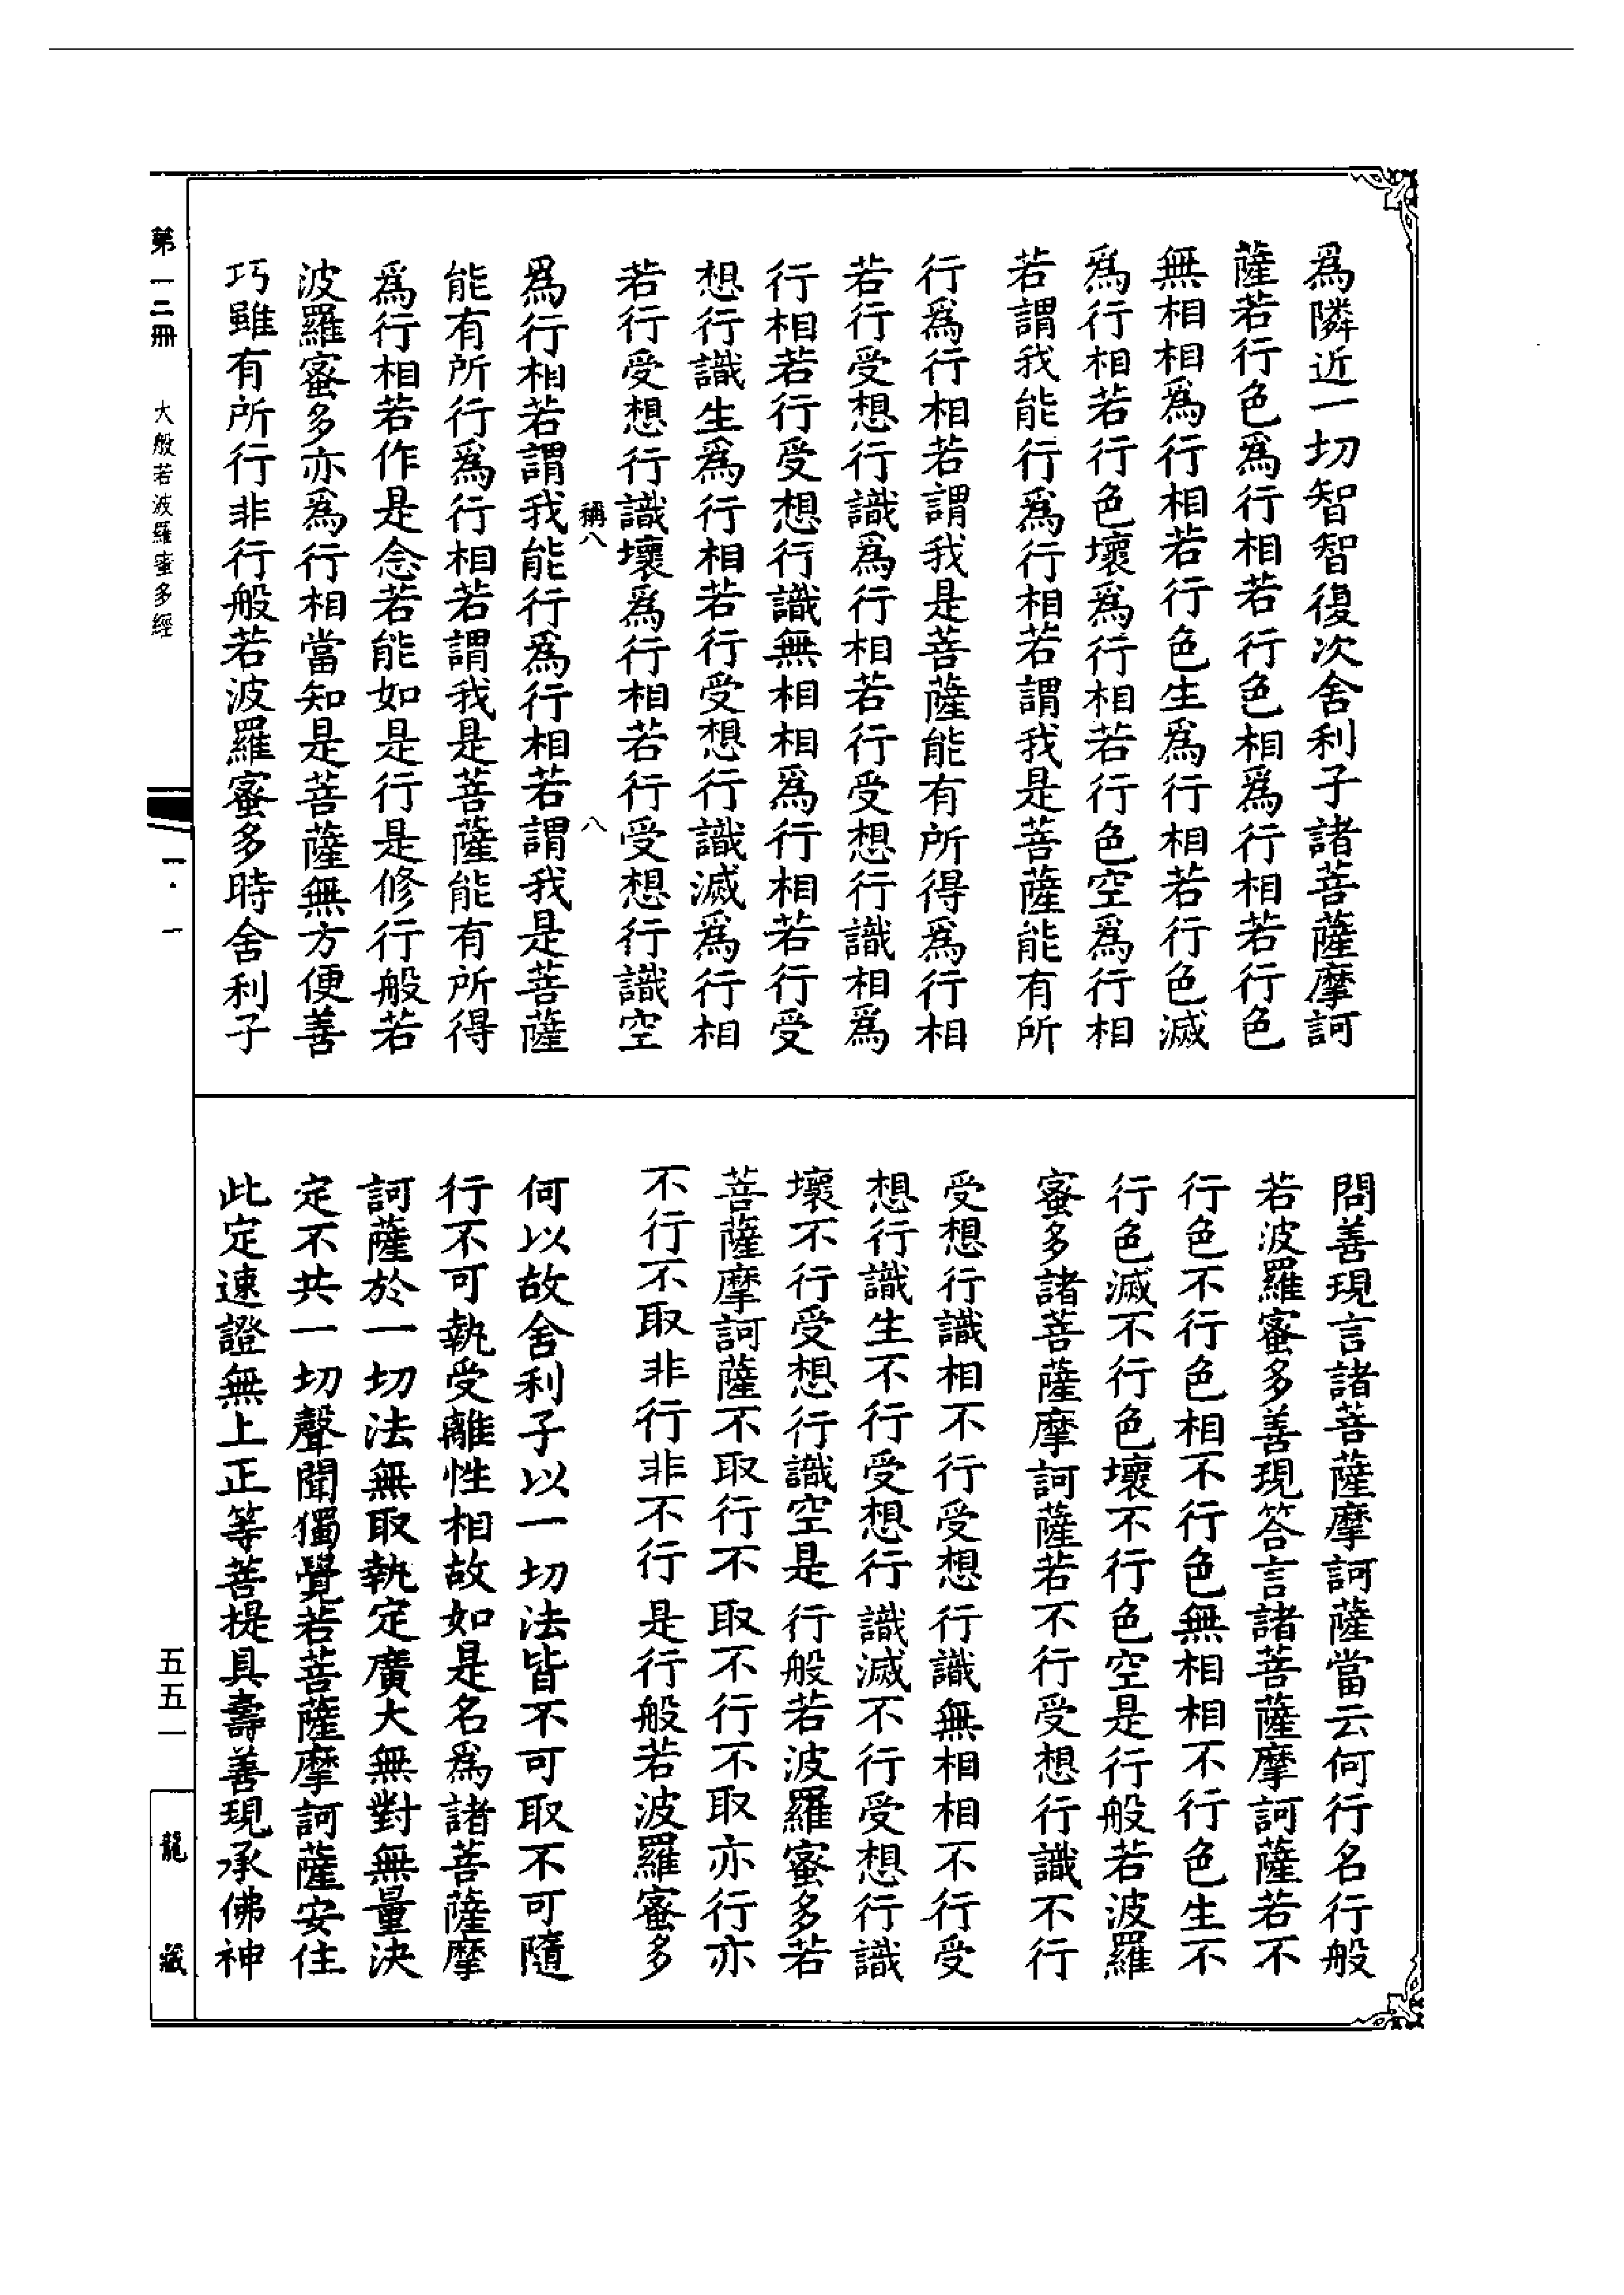 爲隣近一切智智復次舍利子諸菩薩摩訶
薩若行色爲行相若行色相爲行相若行色
無相相爲行相若行色生爲行相若行色滅
爲行相若行色壞爲行相若行色空爲行相
若謂我能行爲行相若謂我是菩薩能有所
行爲行相若謂我是菩薩能有所得爲行相
若行受想行識爲行相若行受想行識相爲
行相若行受想行識無相相爲行相若行受
想行識生爲行相若行受想行識滅爲行相
若行受想行識壞爲行相若行受想行識空
稱八
八
爲行相若謂我能行爲行相若謂我是菩薩
能有所行爲行相若謂我是菩薩能有所得
爲行相若作是念若能如是行是修行般若
波羅蜜多亦爲行相當知是菩薩無方便善
巧雖有所行非行般若波羅蜜多時舍利子
問善現言諸菩薩摩訶薩當云何行名行般
若波羅蜜多善現答言諸菩薩摩訶薩若不
行色不行色相不行色無相相不行色生不
行色滅不行色壞不行色空是行般若波羅
蜜多諸菩薩摩訶薩若不行受想行識不行
受想行識相不行受想行識無相相不行受
想行識生不行受想行識滅不行受想行識
壞不行受想行識空是行般若波羅蜜多若
菩薩摩訶薩不取行不取不行不取亦行亦
不行不取非行非不行是行般若波羅蜜多
何以故舍利子以一切法皆不可取不可隨
行不可執受離性相故如是名爲諸菩薩摩
訶薩於一切法無取執定廣大無對無量決
定不共一切聲聞獨覺若菩薩摩訶薩安住
此定速證無上正等菩提具壽善現承佛神
第一二冊 大般若波羅蜜多經
一·一
五五一
龍藏